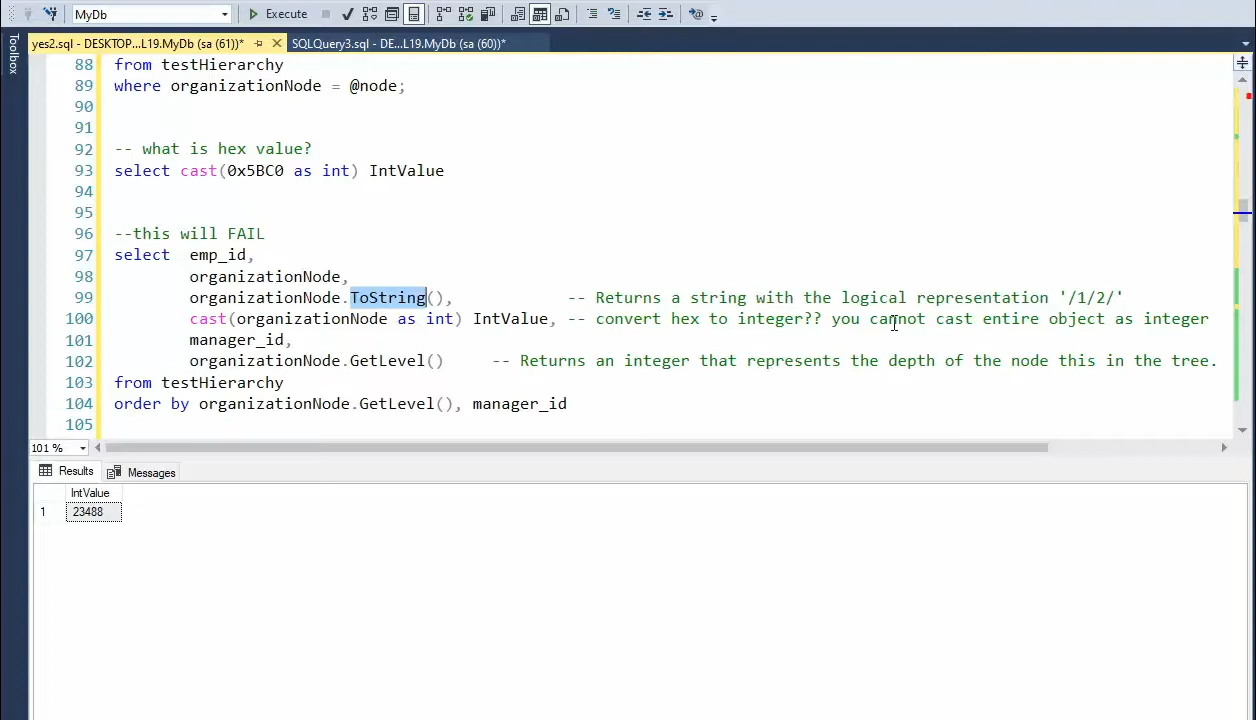 MyDb
Execute
Toolbox
yes2.sql - DESKTOP...L19.MyDb (sa (61))*
SQLQuery3.sql - DE...L19.MyDb (sa (60))*
88 from testHierarchy
89 where organizationNode = @node;
90
91
92 -- what is hex value?
93 select cast(0x5BC0 as int) IntValue
94
95
96 --this will FAIL
97 select  emp_id,
98 organizationNode,
99 organizationNode.ToString(), -- Returns a string with the logical representation '/1/2/'
100 cast(organizationNode as int) IntValue, -- convert hex to integer?? you cannot cast entire object as integer
101 manager_id,
102 organizationNode.GetLevel() -- Returns an integer that represents the depth of the node this in the tree.
103 from testHierarchy
104 order by organizationNode.GetLevel(), manager_id
105
101 %
Results
Messages
IntValue
1 23488